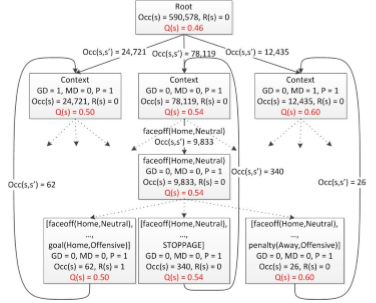 Root
Occ(s) = 590,578, R(s) = 0
Q(s) = 0.46
Occ(s,s') = 24,721
Occ(s,s') = 78,119
Occ(s,s') = 12,435
Context
GD = 1, MD = 0, P = 1
Occ(s) = 24,721, R(s) = 0
Q(s) = 0.50
Context
GD = 0, MD = 0, P = 1
Occ(s) = 78,119, R(s) = 0
Q(s) = 0.54
Context
GD = 0, MD = 1, P = 1
Occ(s) = 12,435, R(s) = 0
Q(s) = 0.60
faceoff(Home,Neutral)
Occ(s,s') = 9,833
faceoff(Home,Neutral)
GD = 0, MD = 0, P = 1
Occ(s) = 9,833, R(s) = 0
Q(s) = 0.54
Occ(s,s') = 62
Occ(s,s') = 340
Occ(s,s') = 26
[faceoff(Home,Neutral),
...,
goal(Home,Offensive)]
GD = 0, MD = 0, P = 1
Occ(s) = 62, R(s) = 1
Q(s) = 0.50
[faceoff(Home,Neutral),
...,
STOPPAGE]
GD = 0, MD = 0, P = 1
Occ(s) = 340, R(s) = 0
Q(s) = 0.54
[faceoff(Home,Neutral),
...,
penalty(Away,Offensive)]
GD = 0, MD = 0, P = 1
Occ(s) = 26, R(s) = 0
Q(s) = 0.60